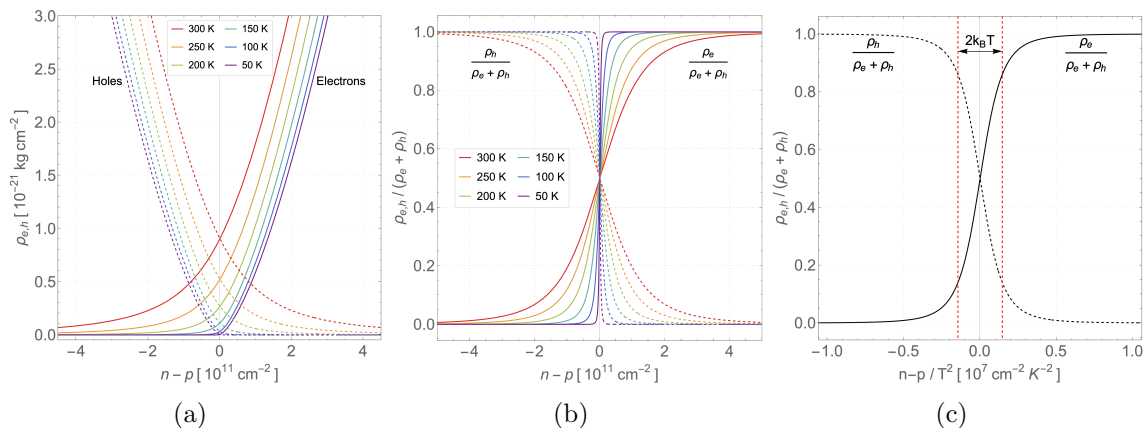 3.0
2.5
2.0
1.5
1.0
0.5
0.0
ρe,h [ 10⁻²¹ kg cm⁻² ]
300 K 150 K
250 K 100 K
200 K 50 K
Holes
Electrons
−4 −2 0 2 4
n − p [ 10¹¹ cm⁻² ]
(a)
1.0
0.8
0.6
0.4
0.2
0.0
ρe,h / (ρe + ρh)
ρh
ρe + ρh
ρe
ρe + ρh
300 K 150 K
250 K 100 K
200 K 50 K
−4 −2 0 2 4
n − p [ 10¹¹ cm⁻² ]
(b)
1.0
0.8
0.6
0.4
0.2
0.0
ρe,h / (ρe + ρh)
ρh
ρe + ρh
2kBT
ρe
ρe + ρh
-1.0 -0.5 0.0 0.5 1.0
n−p / T² [ 10⁷ cm⁻² K⁻² ]
(c)